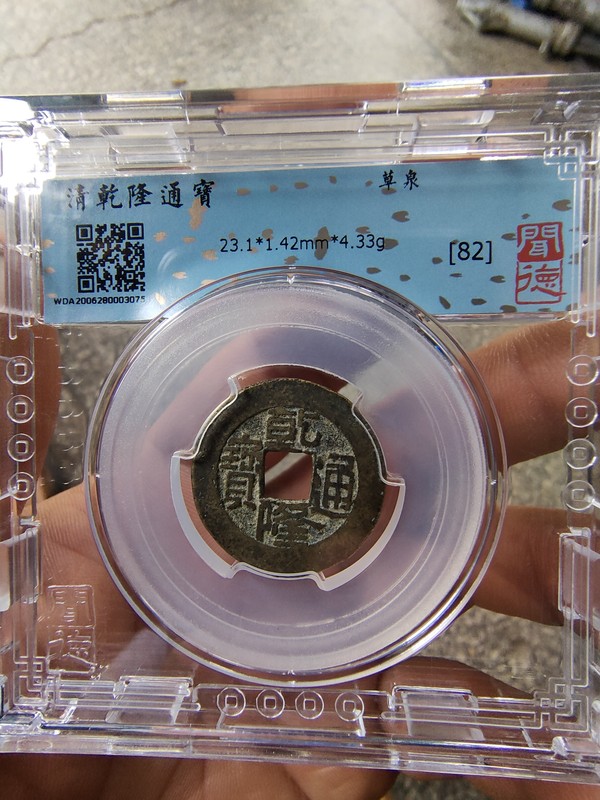 清乾隆通寶
草泉
23.1*1.42mm*4.33g
[82]
聞德
WDA2006280003075
乾隆通寶
聞德